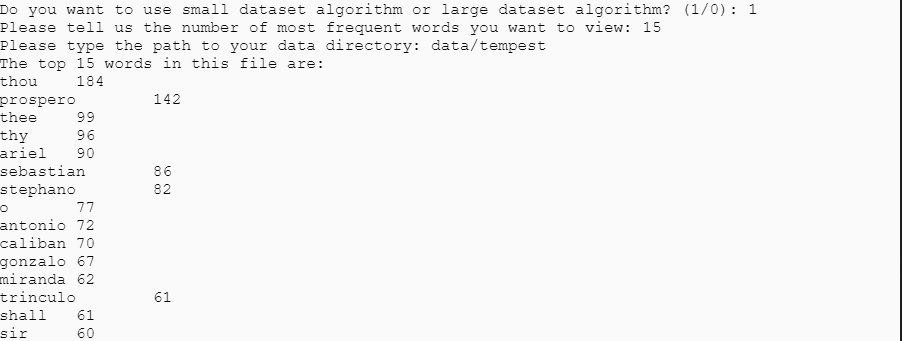 Do you want to use small dataset algorithm or large dataset algorithm? (1/0): 1
Please tell us the number of most frequent words you want to view: 15
Please type the path to your data directory: data/tempest
The top 15 words in this file are:
thou 184
prospero 142
thee 99
thy 96
ariel 90
sebastian 86
stephano 82
o 77
antonio 72
caliban 70
gonzalo 67
miranda 62
trinculo 61
shall 61
sir 60